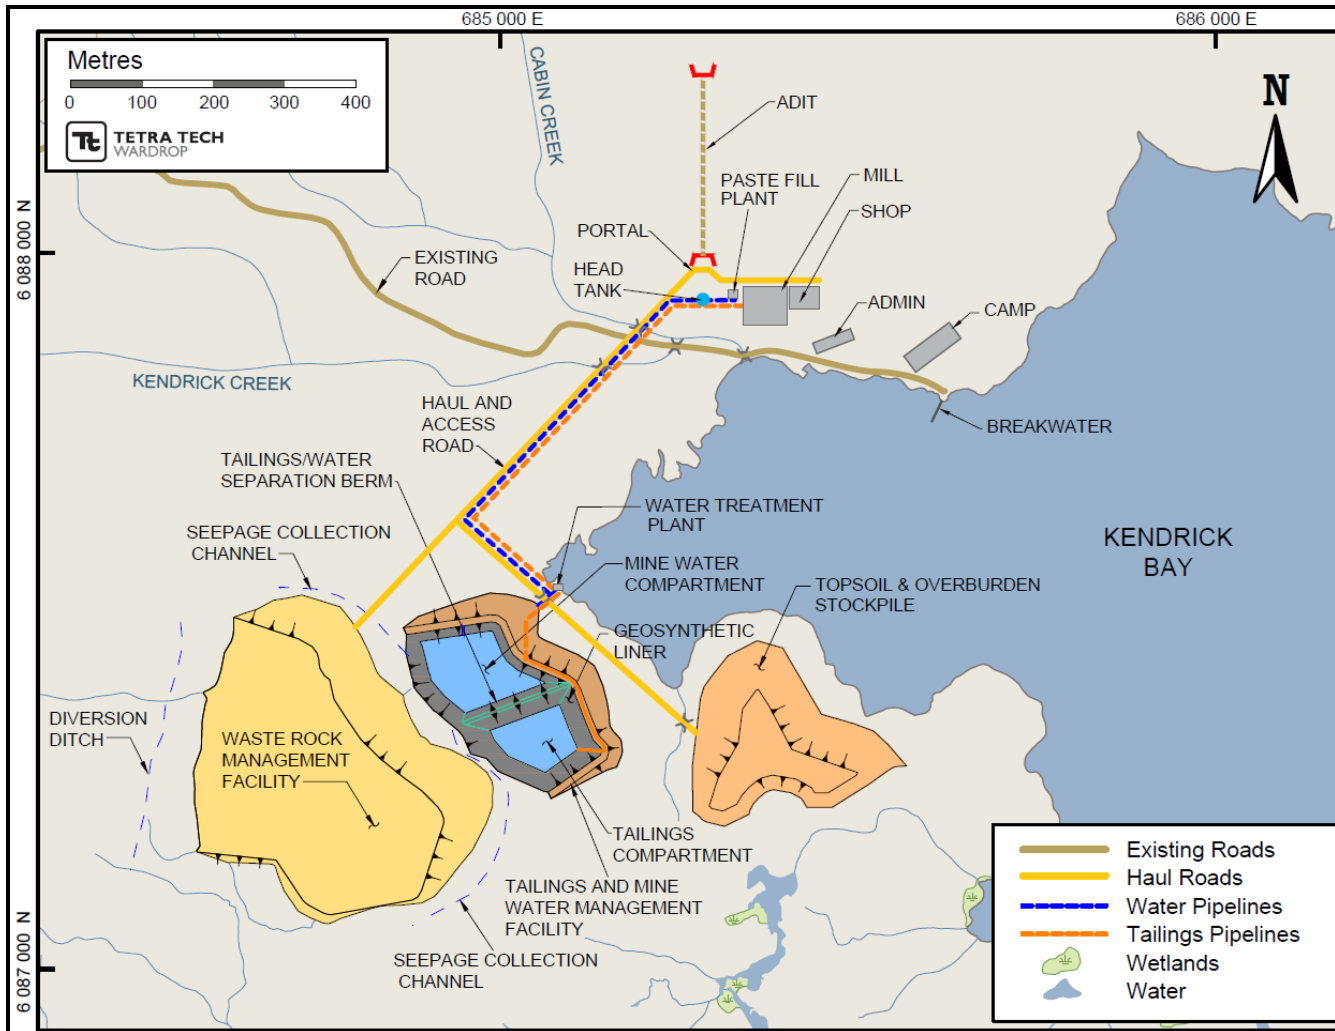 685 000 E
686 000 E
Metres
0 100 200 300 400
Tt TETRA TECH
WARDROP
CABIN CREEK
ADIT
N
PASTE FILL
PLANT
MILL
SHOP
PORTAL
HEAD
TANK
EXISTING
ROAD
6 088 000 N
ADMIN
CAMP
KENDRICK CREEK
HAUL AND
ACCESS
ROAD
BREAKWATER
TAILINGS/WATER
SEPARATION BERM
WATER TREATMENT
PLANT
SEEPAGE COLLECTION
CHANNEL
MINE WATER
COMPARTMENT
KENDRICK
BAY
TOPSOIL & OVERBURDEN
STOCKPILE
GEOSYNTHETIC
LINER
DIVERSION
DITCH
WASTE ROCK
MANAGEMENT
FACILITY
TAILINGS
COMPARTMENT
TAILINGS AND MINE
WATER MANAGEMENT
FACILITY
SEEPAGE COLLECTION
CHANNEL
6 087 000 N
Existing Roads
Haul Roads
Water Pipelines
Tailings Pipelines
Wetlands
Water